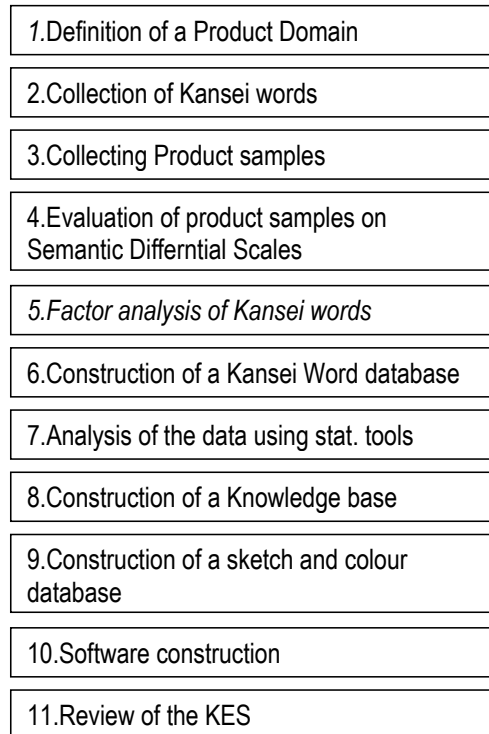 1.Definition of a Product Domain
2.Collection of Kansei words
3.Collecting Product samples
4.Evaluation of product samples on
Semantic Differntial Scales
5.Factor analysis of Kansei words
6.Construction of a Kansei Word database
7.Analysis of the data using stat. tools
8.Construction of a Knowledge base
9.Construction of a sketch and colour
database
10.Software construction
11.Review of the KES